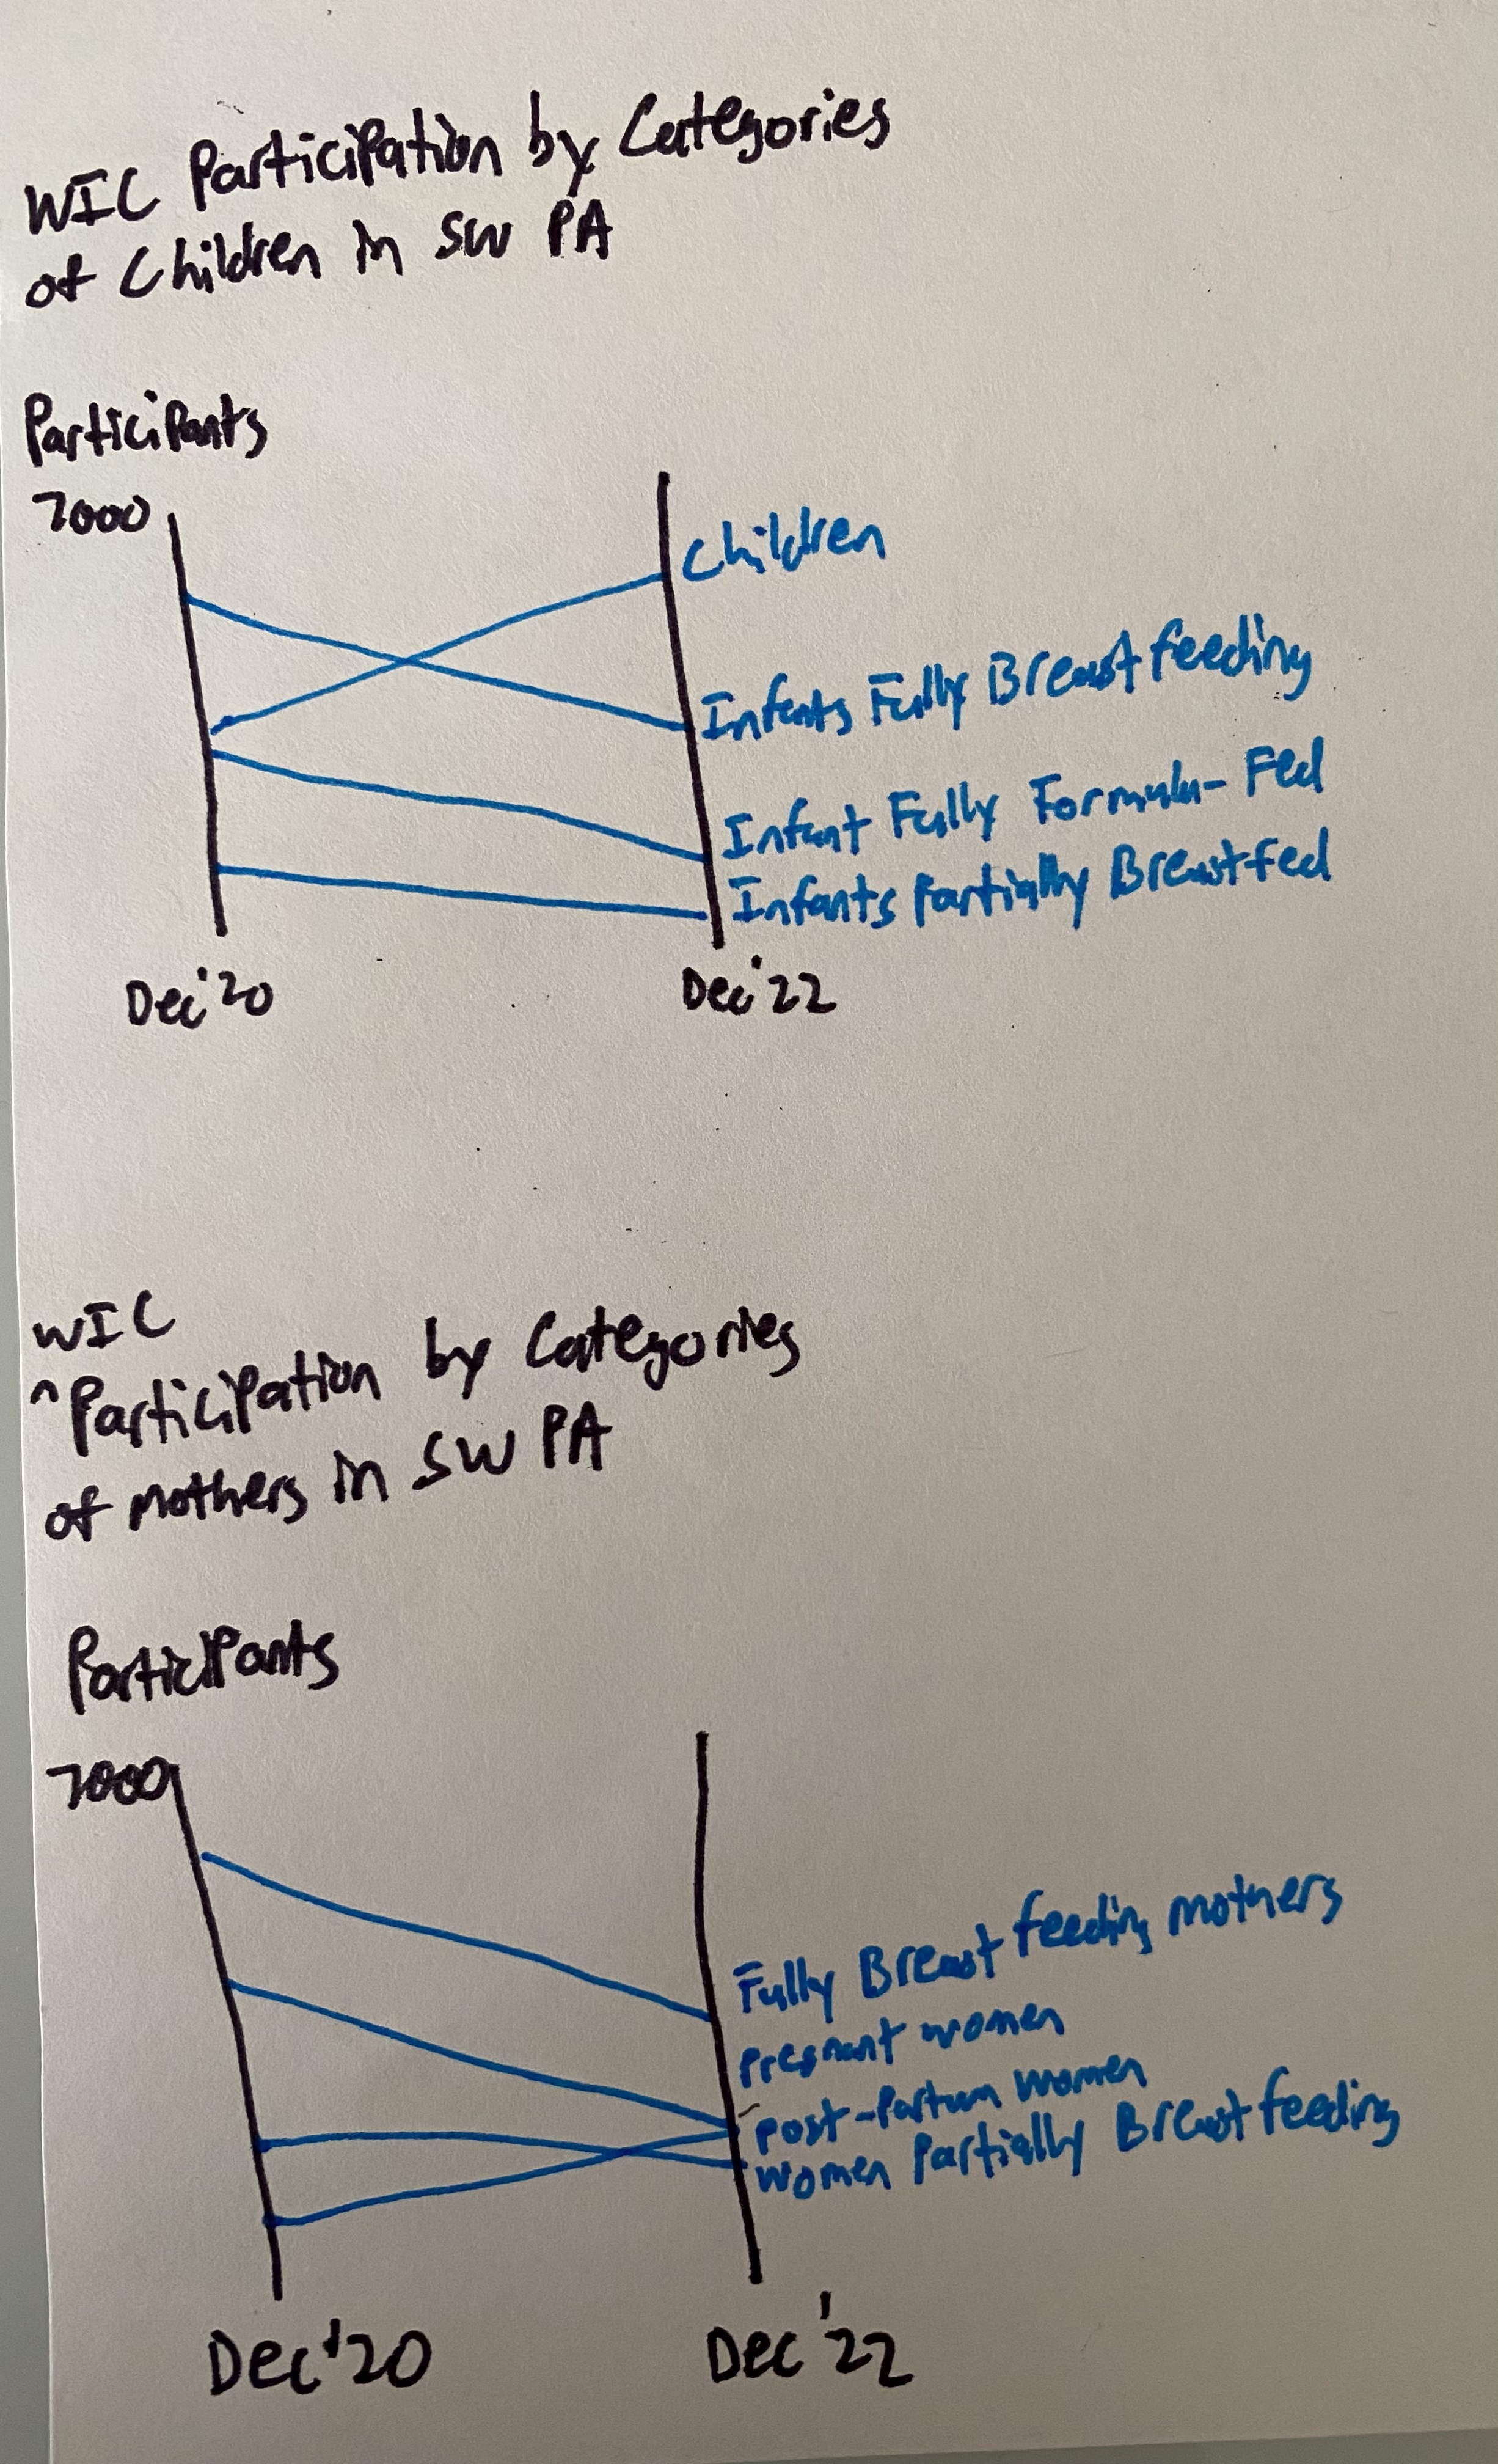 WIC Participation by Categories
of Children in SW PA
Participants
7000
Children
Infants Fully Breastfeeding
Infant Fully Formula-Fed
Infants Partially Breastfed
Dec '20
Dec '22
WIC
^Participation by Categories
of mothers in SW PA
Participants
7000
Fully Breastfeeding mothers
pregnant women
post-partum women
women partially Breastfeeding
Dec '20
Dec '22